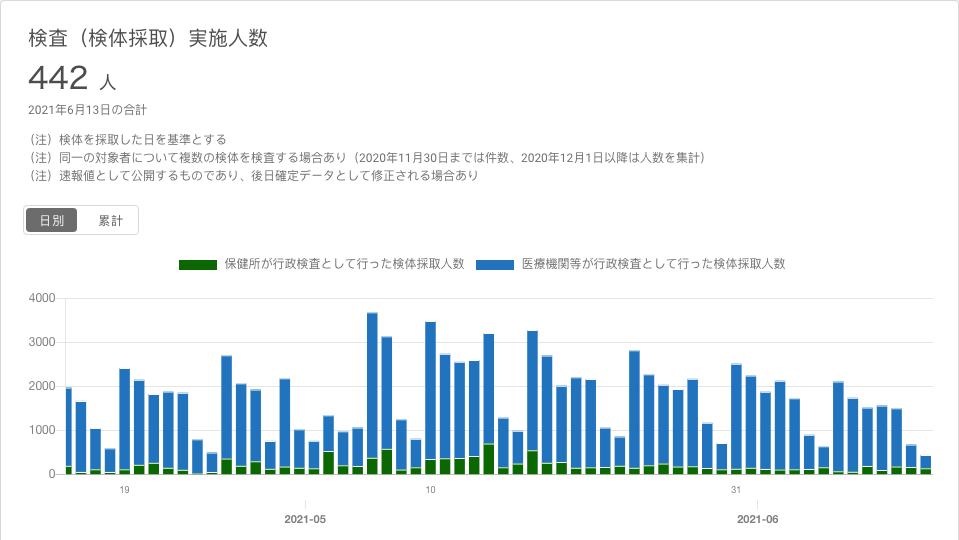 検査（検体採取）実施人数
442 人
2021年6月13日の合計
（注）検体を採取した日を基準とする
（注）同一の対象者について複数の検体を検査する場合あり（2020年11月30日までは件数、2020年12月1日以降は人数を集計）
（注）速報値として公開するものであり、後日確定データとして修正される場合あり
日別 累計
保健所が行政検査として行った検体採取人数 医療機関等が行政検査として行った検体採取人数
4000
3000
2000
1000
0
19 10 31
2021-05 2021-06